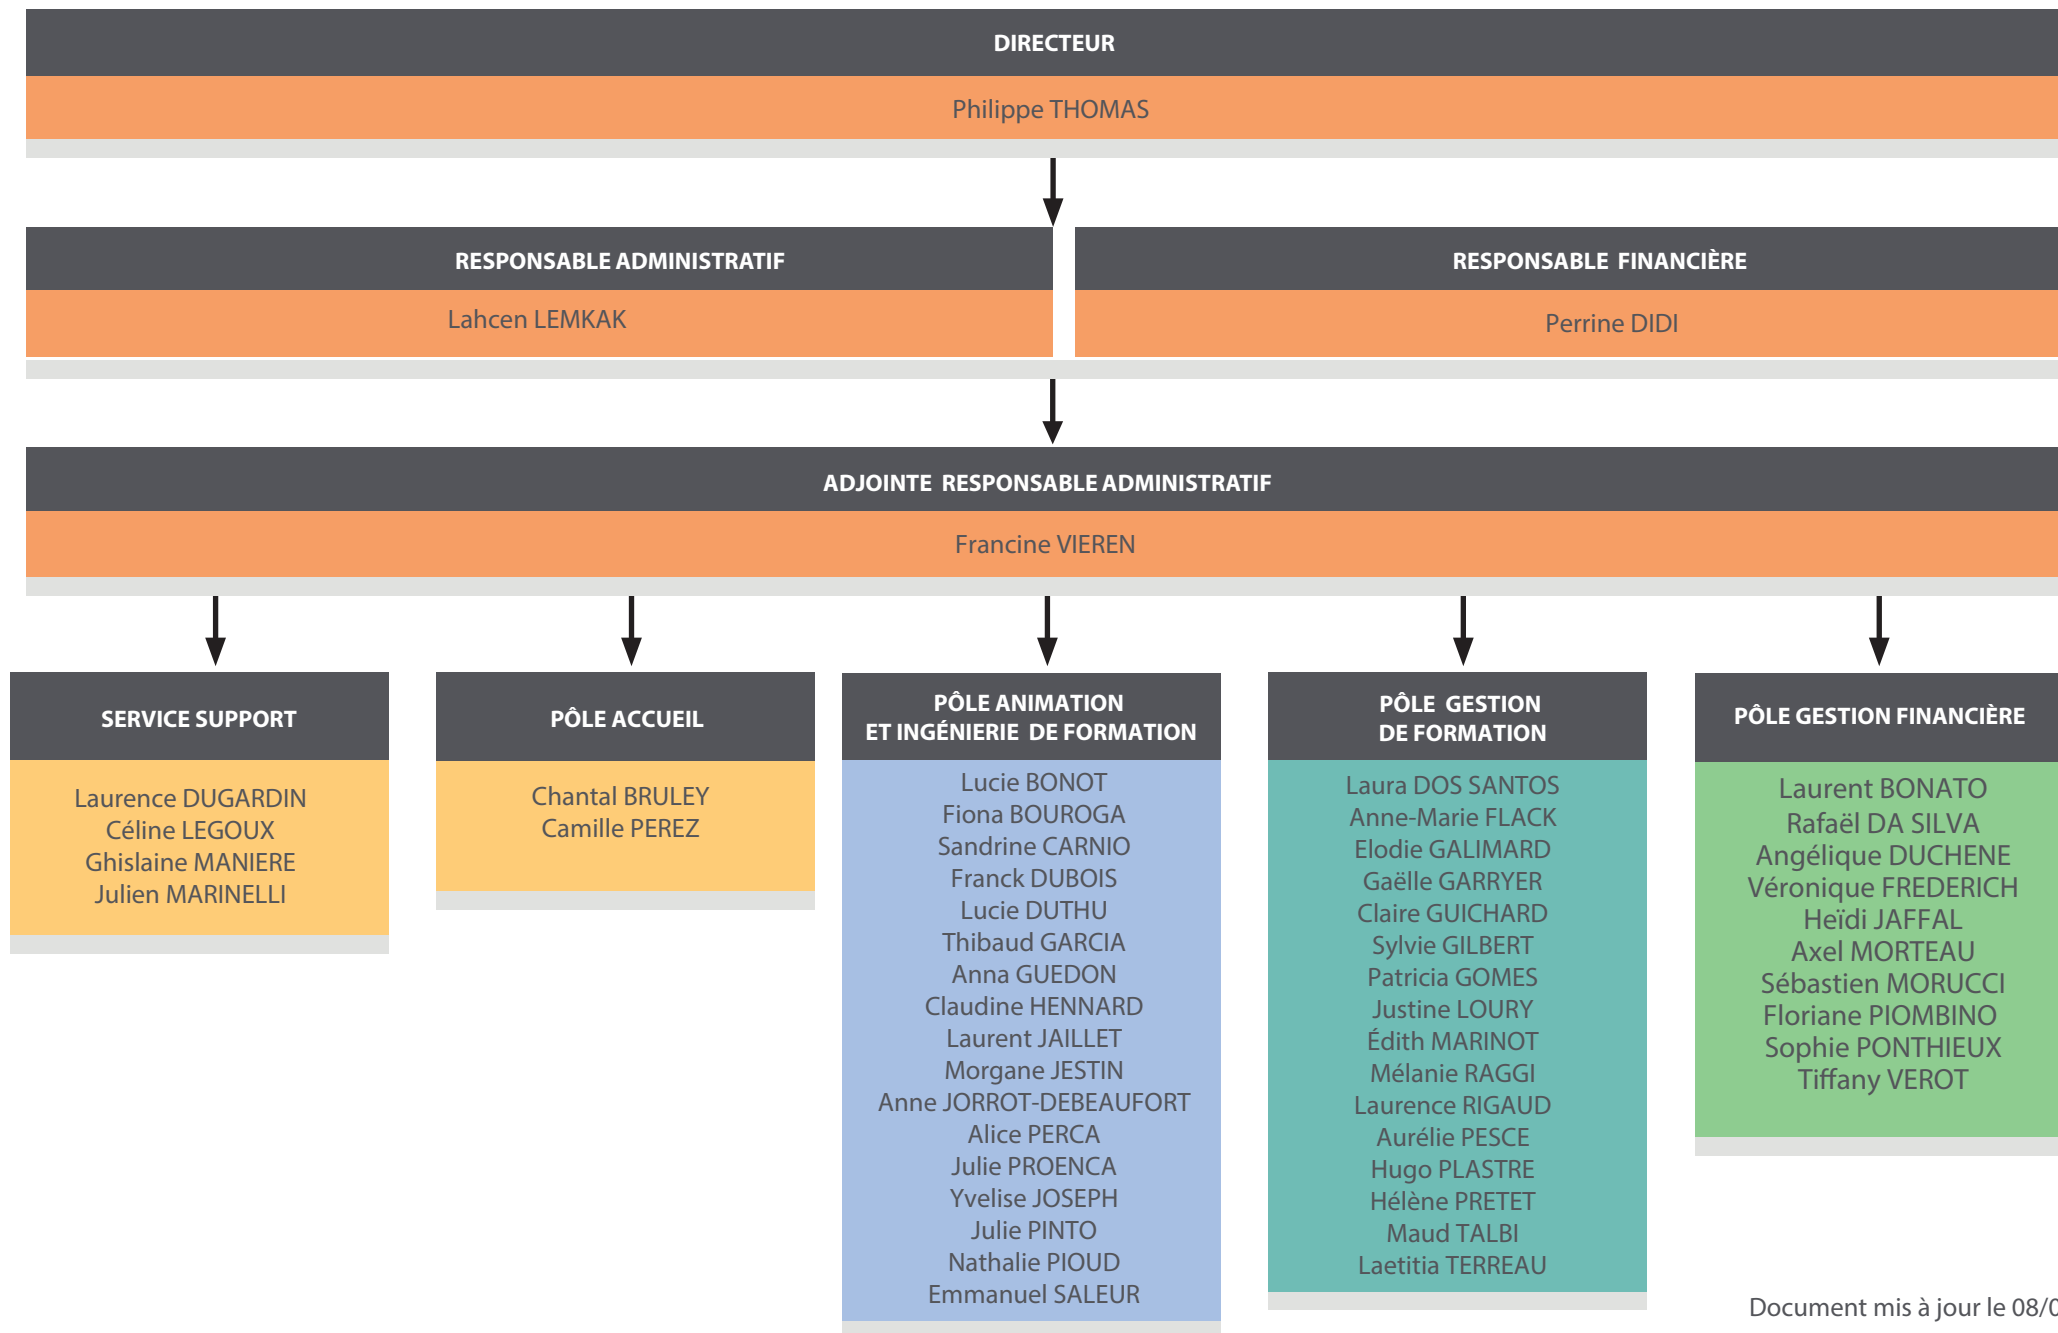 DIRECTEUR
Philippe THOMAS
RESPONSABLE ADMINISTRATIF
Lahcen LEMKAK
RESPONSABLE FINANCIÈRE
Perrine DIDI
ADJOINTE RESPONSABLE ADMINISTRATIF
Francine VIEREN
SERVICE SUPPORT
Laurence DUGARDIN
Céline LEGOUX
Ghislaine MANIERE
Julien MARINELLI
PÔLE ACCUEIL
Chantal BRULEY
Camille PEREZ
PÔLE ANIMATION
ET INGÉNIERIE DE FORMATION
Lucie BONOT
Fiona BOUROGA
Sandrine CARNIO
Franck DUBOIS
Lucie DUTHU
Thibaud GARCIA
Anna GUEDON
Claudine HENNARD
Laurent JAILLET
Morgane JESTIN
Anne JORROT-DEBEAUFORT
Alice PERCA
Julie PROENCA
Yvelise JOSEPH
Julie PINTO
Nathalie PIOUD
Emmanuel SALEUR
PÔLE GESTION
DE FORMATION
Laura DOS SANTOS
Anne-Marie FLACK
Elodie GALIMARD
Gaëlle GARRYER
Claire GUICHARD
Sylvie GILBERT
Patricia GOMES
Justine LOURY
Édith MARINOT
Mélanie RAGGI
Laurence RIGAUD
Aurélie PESCE
Hugo PLASTRE
Hélène PRETET
Maud TALBI
Laetitia TERREAU
PÔLE GESTION FINANCIÈRE
Laurent BONATO
Rafaël DA SILVA
Angélique DUCHENE
Véronique FREDERICH
Heïdi JAFFAL
Axel MORTEAU
Sébastien MORUCCI
Floriane PIOMBINO
Sophie PONTHIEUX
Tiffany VEROT
Document mis à jour le 08/0